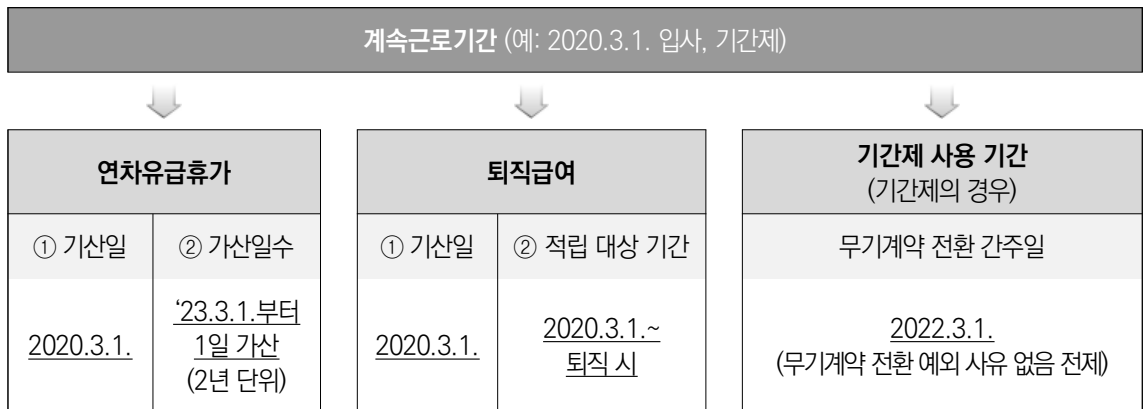 계속근로기간 (예: 2020.3.1. 입사, 기간제)
연차유급휴가
① 기산일
② 가산일수
2020.3.1.
‘23.3.1.부터
1일 가산
(2년 단위)
퇴직급여
① 기산일
② 적립 대상 기간
2020.3.1.
2020.3.1.~
퇴직 시
기간제 사용 기간
(기간제의 경우)
무기계약 전환 간주일
2022.3.1.
(무기계약 전환 예외 사유 없음 전제)